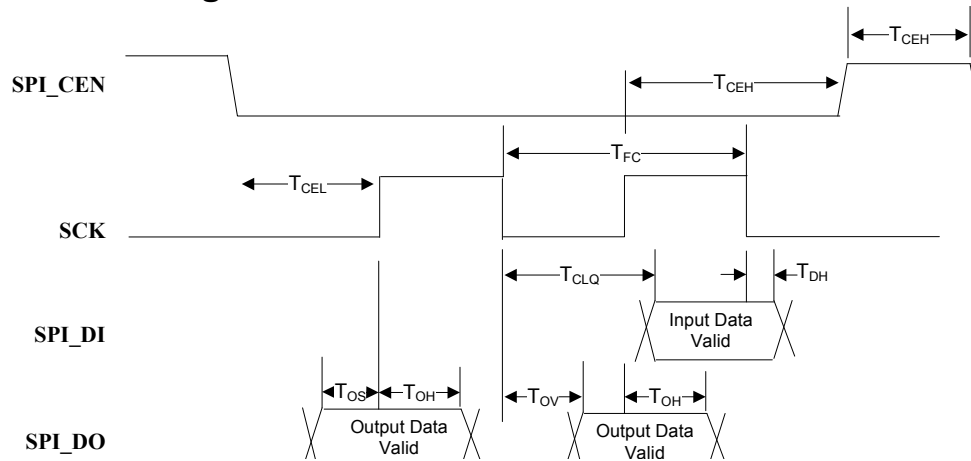 T_CEH
SPI_CEN
T_CEH
T_FC
T_CEL
SCK
T_CLQ
T_DH
Input Data
Valid
SPI_DI
T_OS
T_OH
T_OV
T_OH
Output Data
Valid
Output Data
Valid
SPI_DO